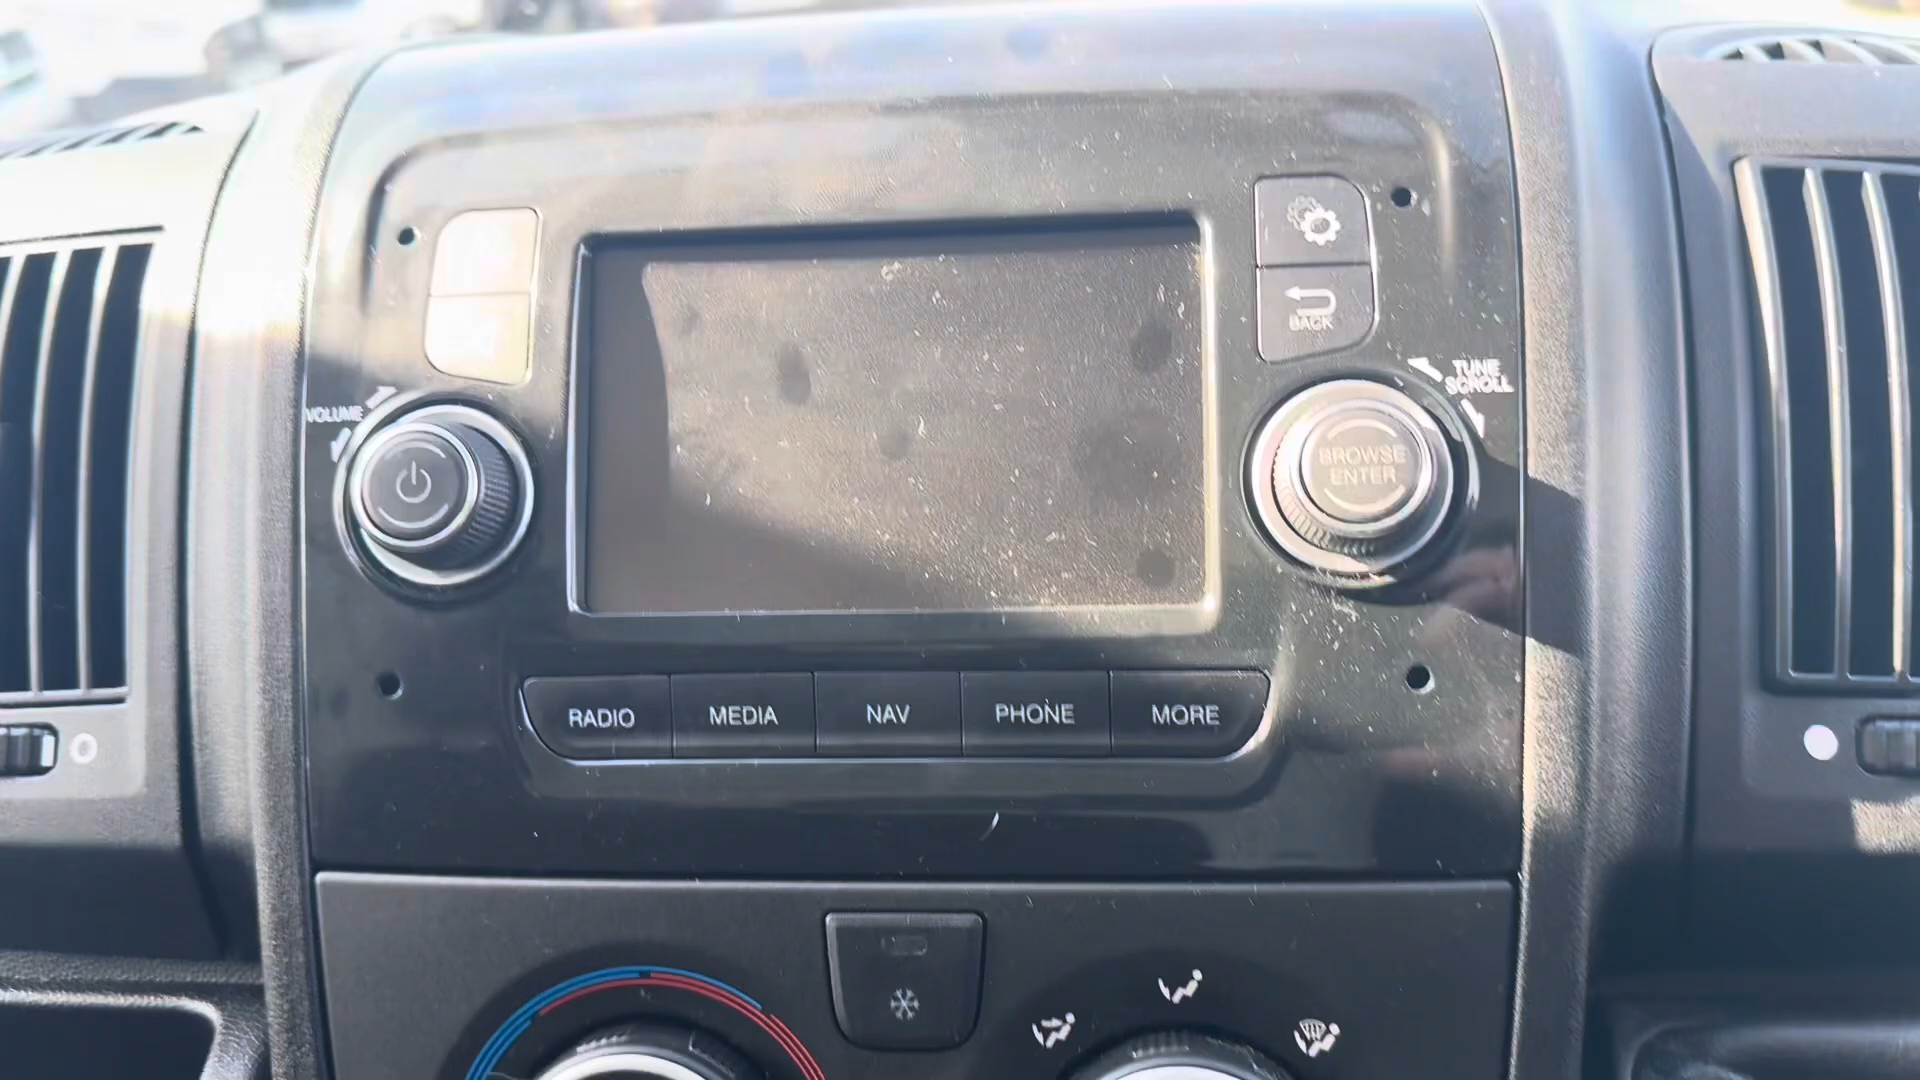 BACK
VOLUME
TUNE
SCROLL
BROWSE
ENTER
RADIO
MEDIA
NAV
PHONE
MORE